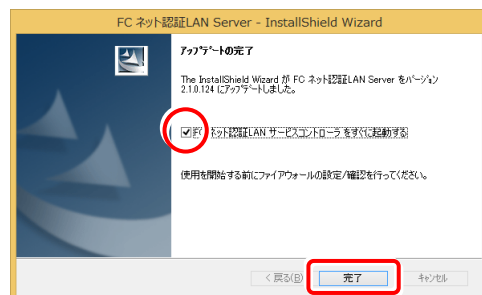 FC ネット認証LAN Server - InstallShield Wizard
アップデートの完了
The InstallShield Wizard が FC ネット認証LAN Server をバージョン
2.1.0.124 にアップデートしました。
FC ネット認証LAN サービスコントローラ をすぐに起動する
(使用を開始する前にファイアウォールの設定/確認を行ってください。
< 戻る(B)
完了
キャンセル